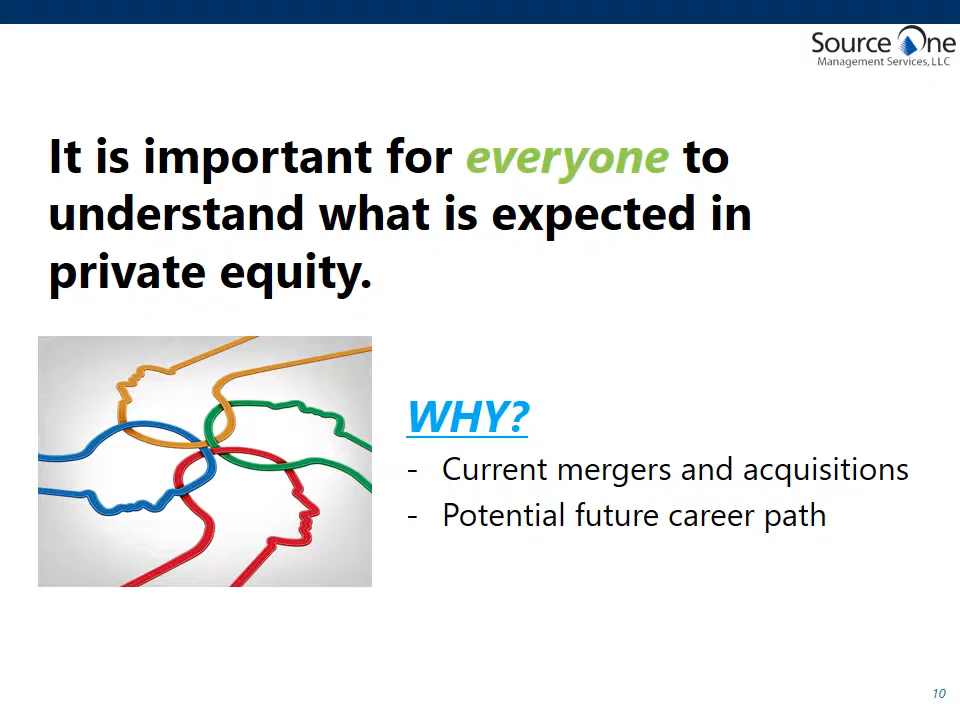 Source One
Management Services, LLC
It is important for everyone to
understand what is expected in
private equity.
WHY?
- Current mergers and acquisitions
- Potential future career path
10